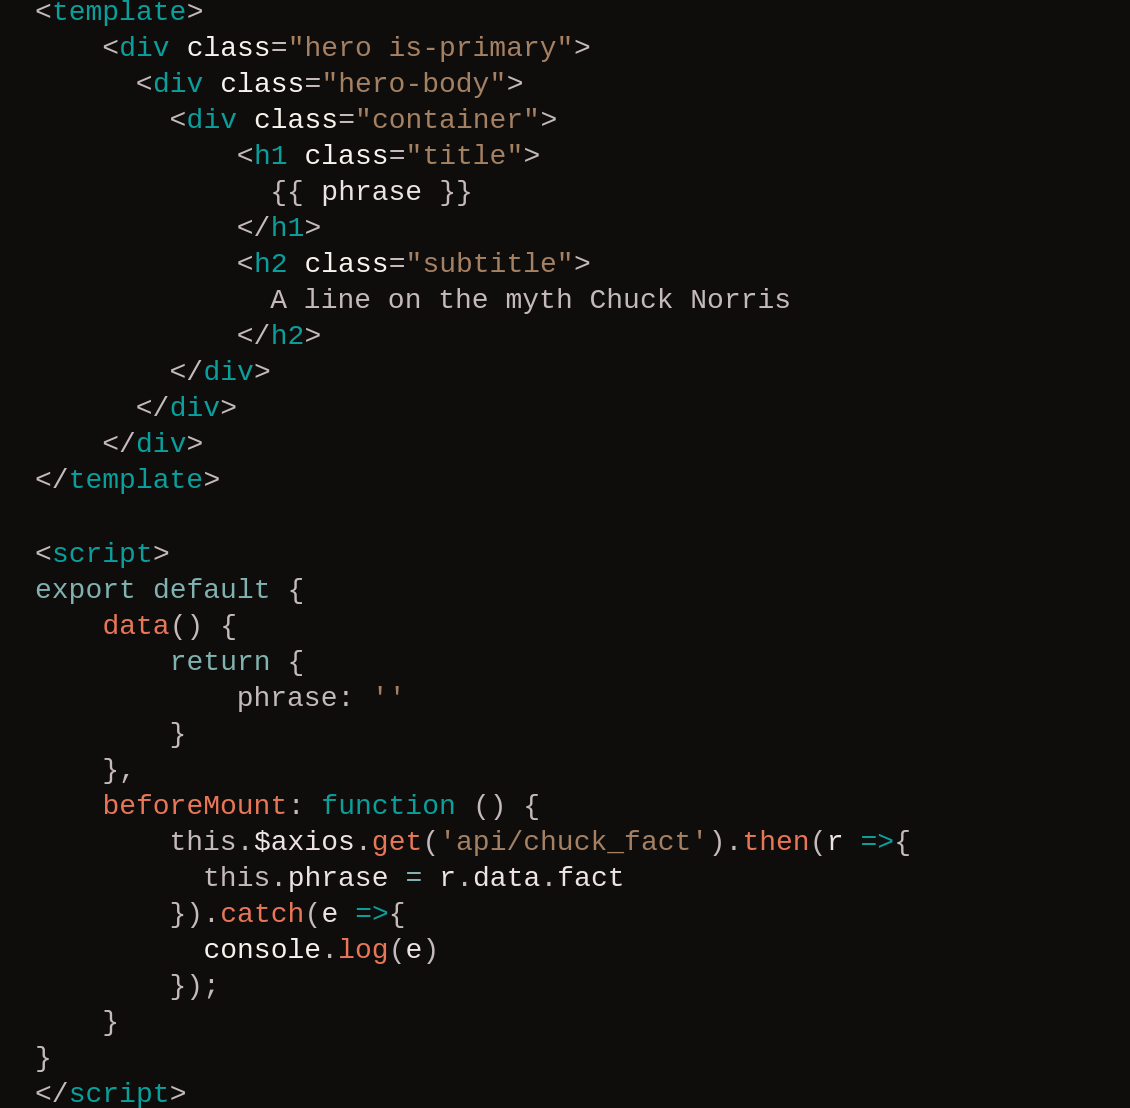 <template>
    <div class="hero is-primary">
      <div class="hero-body">
        <div class="container">
            <h1 class="title">
              {{ phrase }}
            </h1>
            <h2 class="subtitle">
              A line on the myth Chuck Norris
            </h2>
        </div>
      </div>
    </div>
</template>

<script>
export default {
    data() {
        return {
            phrase: ''
        }
    },
    beforeMount: function () {
        this.$axios.get('api/chuck_fact').then(r =>{
          this.phrase = r.data.fact
        }).catch(e =>{
          console.log(e)
        });
    }
}
</script>